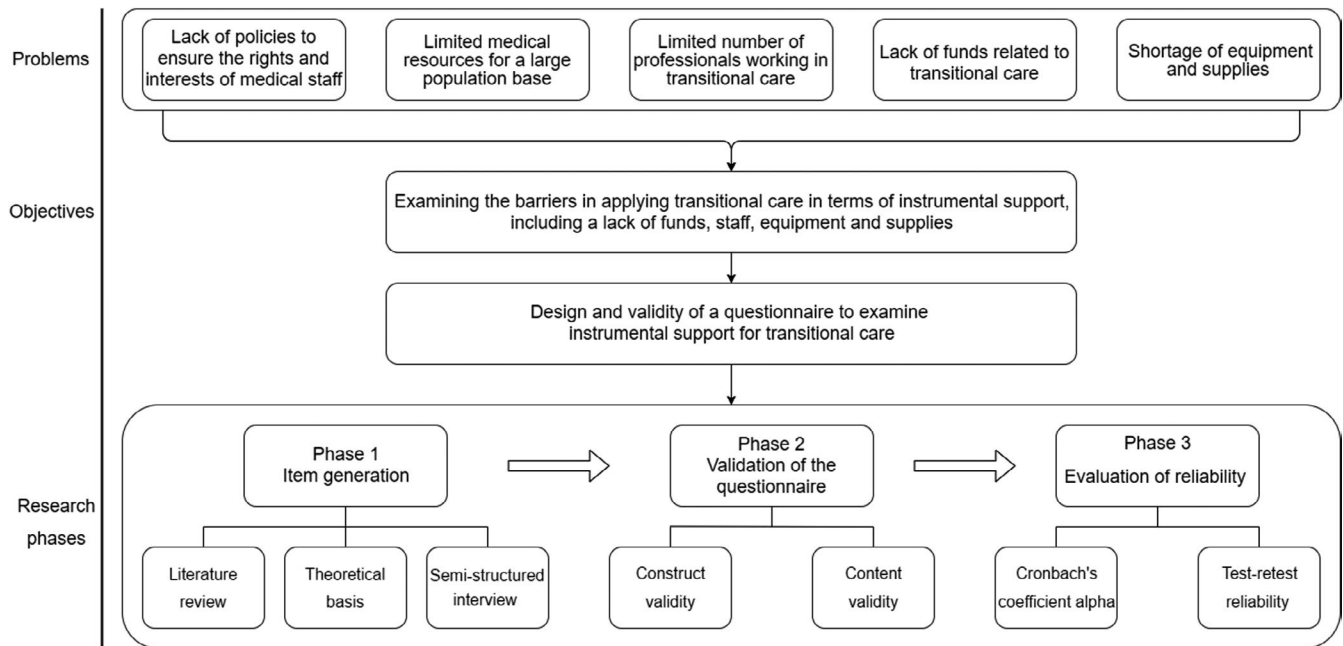 Problems
Lack of policies to
ensure the rights and
interests of medical staff
Limited medical
resources for a large
population base
Limited number of
professionals working in
transitional care
Lack of funds related to
transitional care
Shortage of equipment
and supplies
Objectives
Examining the barriers in applying transitional care in terms of instrumental support,
including a lack of funds, staff, equipment and supplies
Design and validity of a questionnaire to examine
instrumental support for transitional care
Research
phases
Phase 1
Item generation
Phase 2
Validation of the
questionnaire
Phase 3
Evaluation of reliability
Literature
review
Theoretical
basis
Semi-structured
interview
Construct
validity
Content
validity
Cronbach's
coefficient alpha
Test-retest
reliability